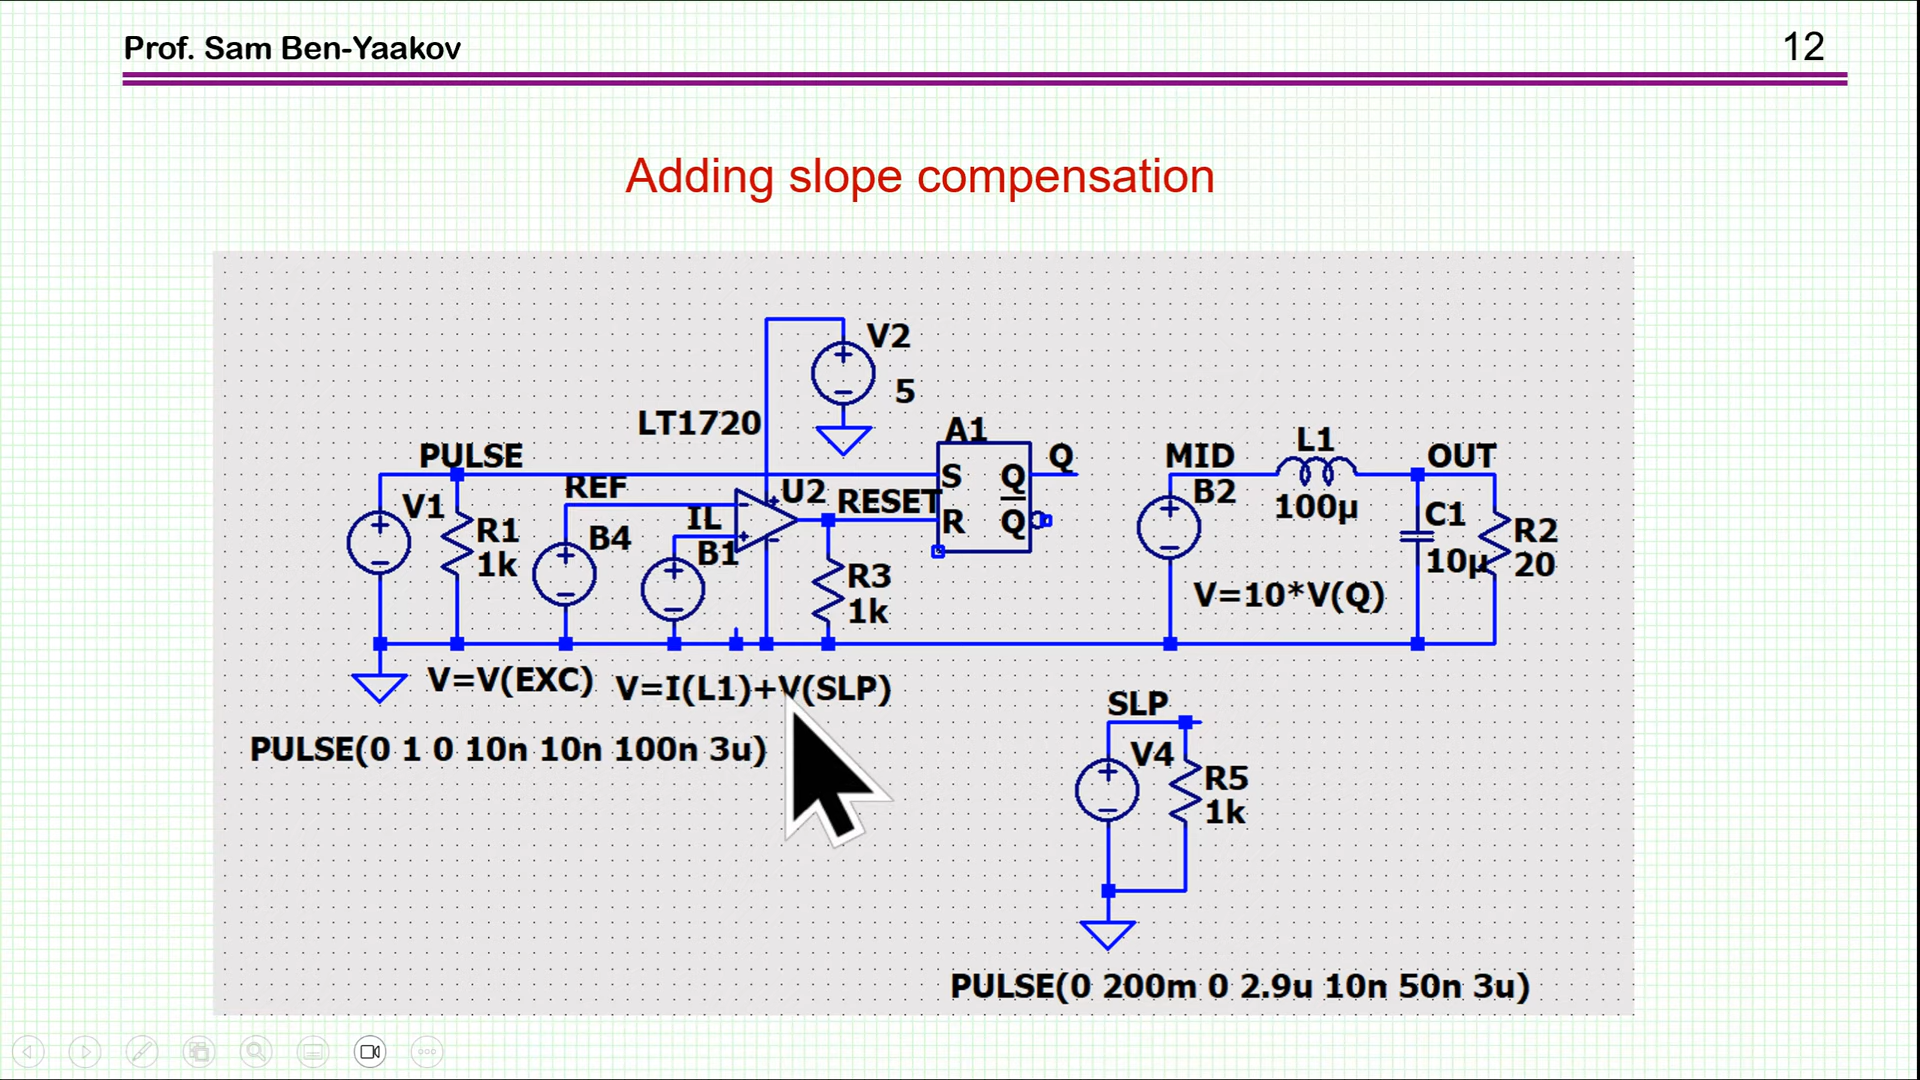 Prof. Sam Ben-Yaakov
12
Adding slope compensation
V2
5
LT1720
A1
PULSE
REF
U2
RESET
S
Q
Q
MID
L1
OUT
V1
R1
1k
B4
IL
B1
R
Q
B2
100µ
C1
10µ
R2
20
R3
1k
V=10*V(Q)
V=V(EXC)
V=I(L1)+V(SLP)
PULSE(0 1 0 10n 10n 100n 3u)
SLP
V4
R5
1k
PULSE(0 200m 0 2.9u 10n 50n 3u)